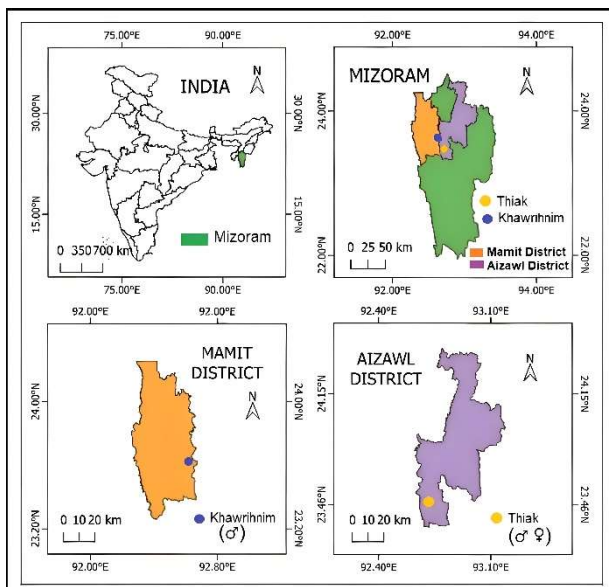 75.00°E 90.00°E
INDIA
N
30.00°N 30.00°N
15.00°N 15.00°N
0 350700 km
Mizoram
75.00°E 90.00°E
92.00°E 94.00°E
MIZORAM
N
24.00°N 24.00°N
Thiak
Khawrihnim
0 25 50 km
Mamit District
Aizawl District
22.00°N 22.00°N
92.00°E 94.00°E
92.00°E 92.00°E
MAMIT
DISTRICT
N
24.00°N 24.00°N
Khawrihnim
(♂)
0 10 20 km
23.20°N 23.20°N
92.00°E 92.80°E
92.40°E 93.10°E
AIZAWL
DISTRICT
N
24.15°N 24.15°N
23.46°N 23.46°N
Thiak
(♂ ♀)
0 10 20 km
92.40°E 93.10°E